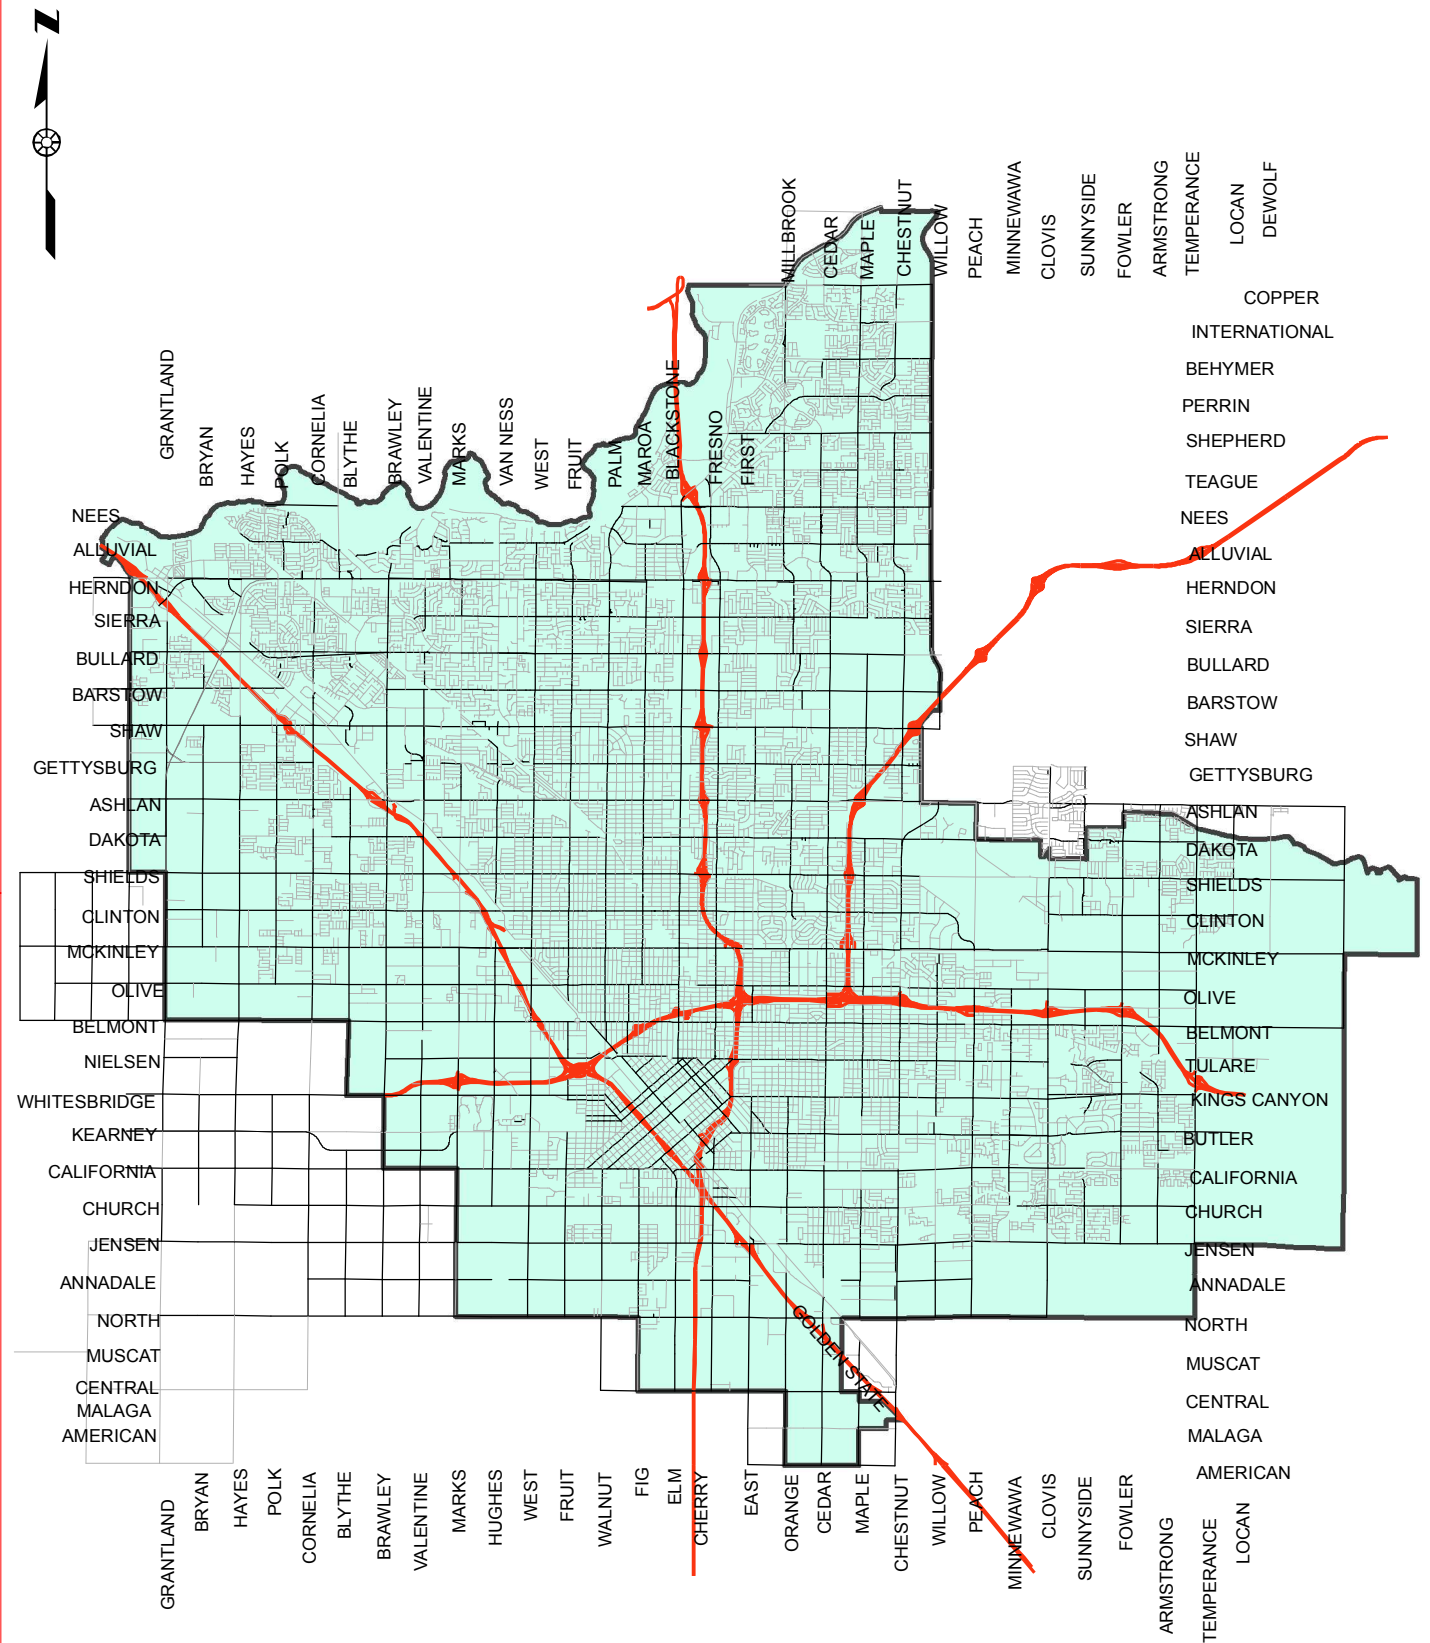 N
MILLBROOK
CEDAR
MAPLE
CHESTNUT
WILLOW
PEACH
MINNEWAWA
CLOVIS
SUNNYSIDE
FOWLER
ARMSTRONG
TEMPERANCE
LOCAN
DEWOLF
GRANTLAND
BRYAN
HAYES
POLK
CORNELIA
BLYTHE
BRAWLEY
VALENTINE
MARKS
VAN NESS
WEST
FRUIT
PALM
MAROA
BLACKSTONE
FRESNO
FIRST
COPPER
INTERNATIONAL
BEHYMER
PERRIN
SHEPHERD
TEAGUE
NEES
ALLUVIAL
HERNDON
SIERRA
BULLARD
BARSTOW
SHAW
GETTYSBURG
ASHLAN
DAKOTA
SHIELDS
CLINTON
MCKINLEY
OLIVE
BELMONT
TULARE
KINGS CANYON
BUTLER
CALIFORNIA
CHURCH
JENSEN
ANNADALE
NORTH
MUSCAT
CENTRAL
MALAGA
AMERICAN
NEES
ALLUVIAL
HERNDON
SIERRA
BULLARD
BARSTOW
SHAW
GETTYSBURG
ASHLAN
DAKOTA
SHIELDS
CLINTON
MCKINLEY
OLIVE
BELMONT
NIELSEN
WHITESBRIDGE
KEARNEY
CALIFORNIA
CHURCH
JENSEN
ANNADALE
NORTH
MUSCAT
CENTRAL
MALAGA
AMERICAN
GOLDEN STATE
GRANTLAND
BRYAN
HAYES
POLK
CORNELIA
BLYTHE
BRAWLEY
VALENTINE
MARKS
HUGHES
WEST
FRUIT
WALNUT
FIG
ELM
CHERRY
EAST
ORANGE
CEDAR
MAPLE
CHESTNUT
WILLOW
PEACH
MINNEWAWA
CLOVIS
SUNNYSIDE
FOWLER
ARMSTRONG
TEMPERANCE
LOCAN